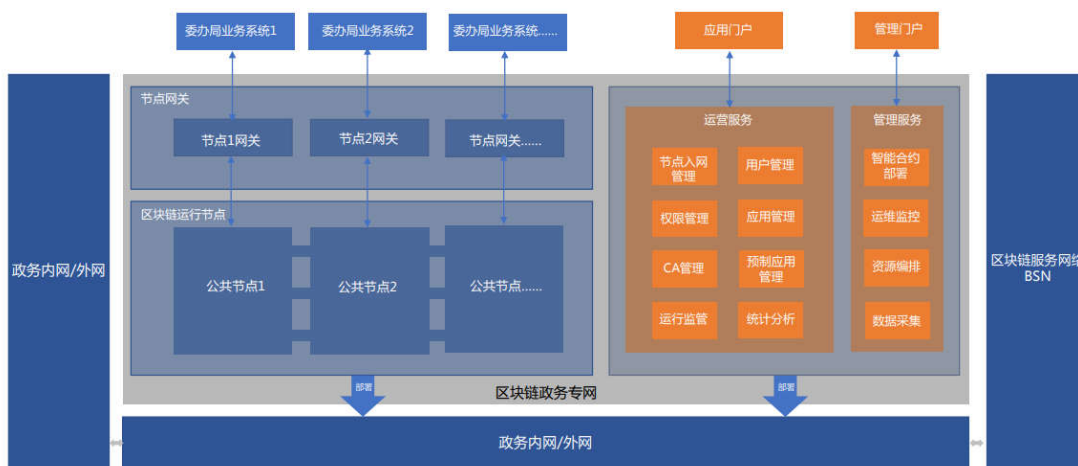 委办局业务系统1
委办局业务系统2
委办局业务系统......
应用门户
管理门户
节点网关
节点1网关
节点2网关
节点网关......
区块链运行节点
公共节点1
公共节点2
公共节点......
运营服务
节点入网
管理
用户管理
权限管理
应用管理
CA管理
预制应用
管理
运行监管
统计分析
管理服务
智能合约
部署
运维监控
资源编排
数据采集
政务内网/外网
区块链服务网络
BSN
部署
部署
区块链政务专网
政务内网/外网